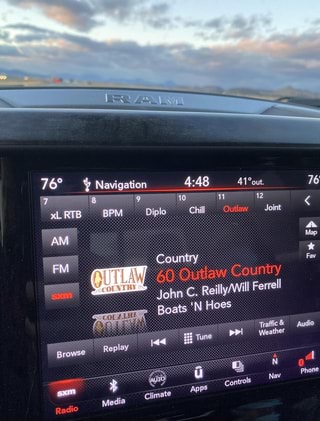 RAM
76° Navigation 4:48 41°out. 76°
7 8 9 10 11 12
xL RTB BPM Diplo Chill Outlaw Joint
AM
Map
FM
Fav
sxm
OUTLAW
COUNTRY
Country
60 Outlaw Country
John C. Reilly/Will Ferrell
Boats 'N Hoes
Browse Replay Tune Traffic & Weather Audio
sxm AUTO N 0
Radio Media Climate Apps Controls Nav Phone